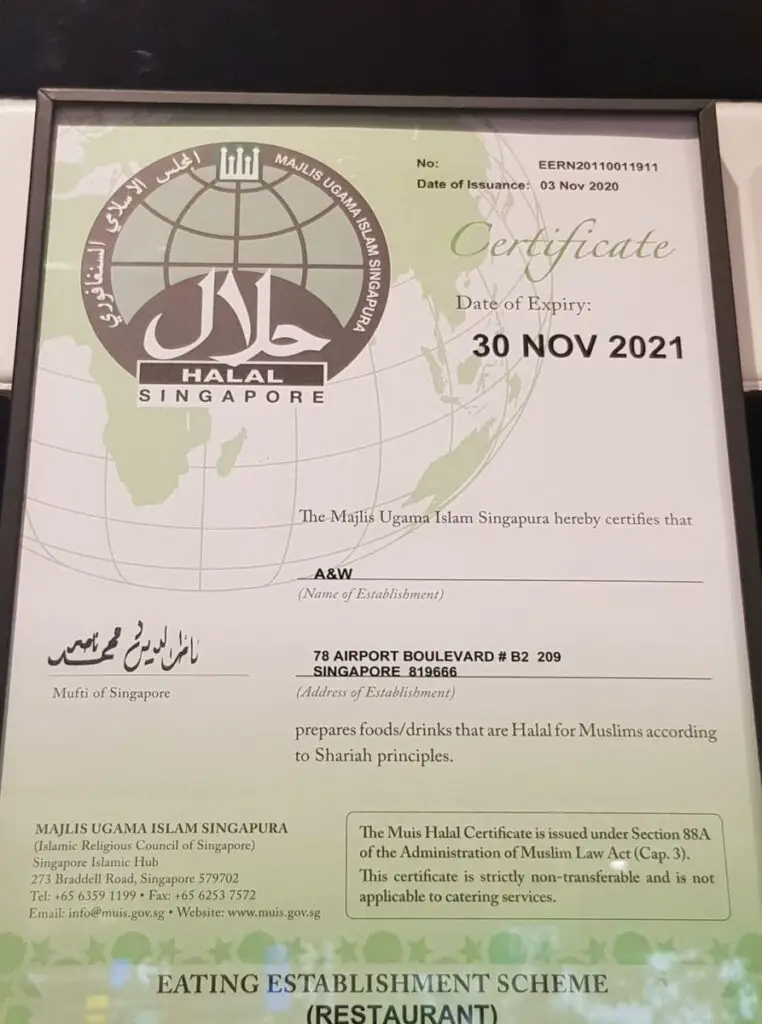 المجلس الاسلامي السنغافوري
MAJLIS UGAMA ISLAM SINGAPURA
حلال
HALAL
SINGAPORE
No: EERN20110011911
Date of Issuance: 03 Nov 2020
Certificate
Date of Expiry:
30 NOV 2021
The Majlis Ugama Islam Singapura hereby certifies that
A&W
(Name of Establishment)
78 AIRPORT BOULEVARD # B2 209
SINGAPORE 819666
(Address of Establishment)
Mufti of Singapore
prepares foods/drinks that are Halal for Muslims according
to Shariah principles.
MAJLIS UGAMA ISLAM SINGAPURA
(Islamic Religious Council of Singapore)
Singapore Islamic Hub
273 Braddell Road, Singapore 579702
Tel: +65 6359 1199 • Fax: +65 6253 7572
Email: info@muis.gov.sg • Website: www.muis.gov.sg
The Muis Halal Certificate is issued under Section 88A
of the Administration of Muslim Law Act (Cap. 3).
This certificate is strictly non-transferable and is not
applicable to catering services.
EATING ESTABLISHMENT SCHEME
(RESTAURANT)